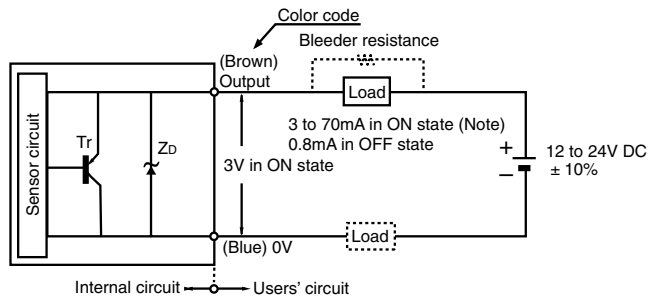 Color code
(Brown)
Output
Bleeder resistance
Load
3 to 70mA in ON state (Note)
0.8mA in OFF state
Sensor circuit
Tr
ZD
3V in ON state
+
−
12 to 24V DC
± 10%
(Blue) 0V
Load
Internal circuit
Users' circuit